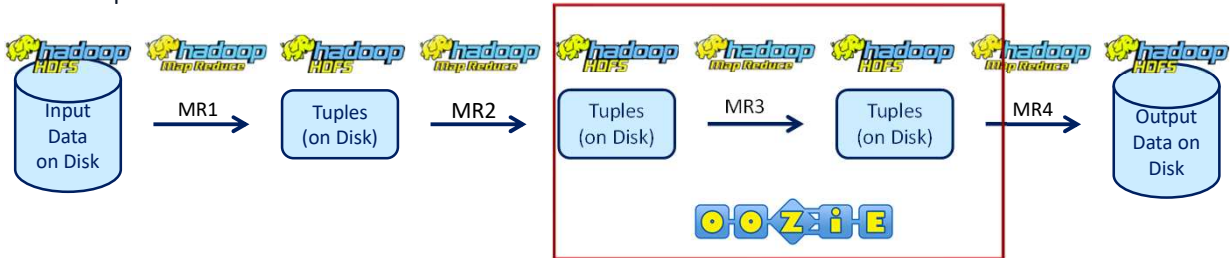 hadoop
HDFS
hadoop
Map Reduce
hadoop
HDFS
hadoop
Map Reduce
hadoop
HDFS
hadoop
Map Reduce
hadoop
HDFS
hadoop
Map Reduce
hadoop
HDFS
Input
Data
on Disk
MR1
Tuples
(on Disk)
MR2
Tuples
(on Disk)
MR3
Tuples
(on Disk)
MR4
Output
Data on
Disk
OOZiE